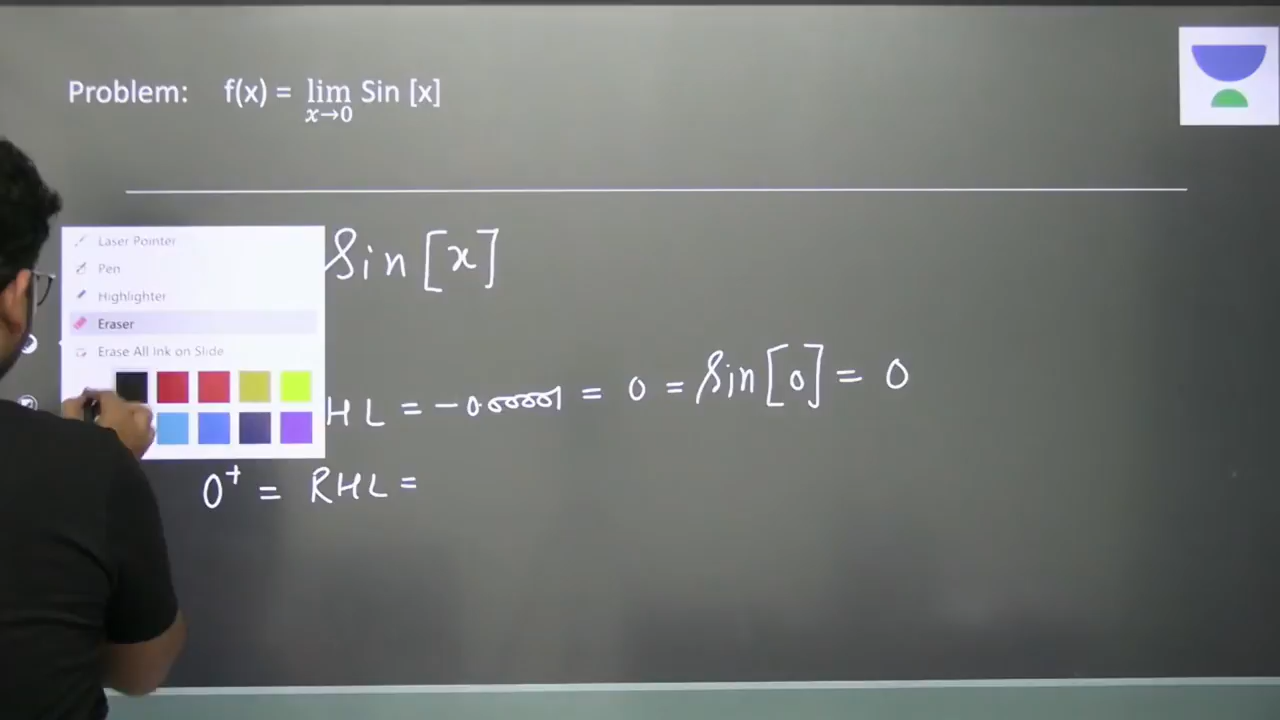 Problem: f(x) = lim x→0 Sin [x]
Laser Pointer
Pen
Highlighter
Eraser
Erase All Ink on Slide
Sin [x]
HL = -0.00001 = 0 = Sin [0] = 0
0⁺ = RHL =